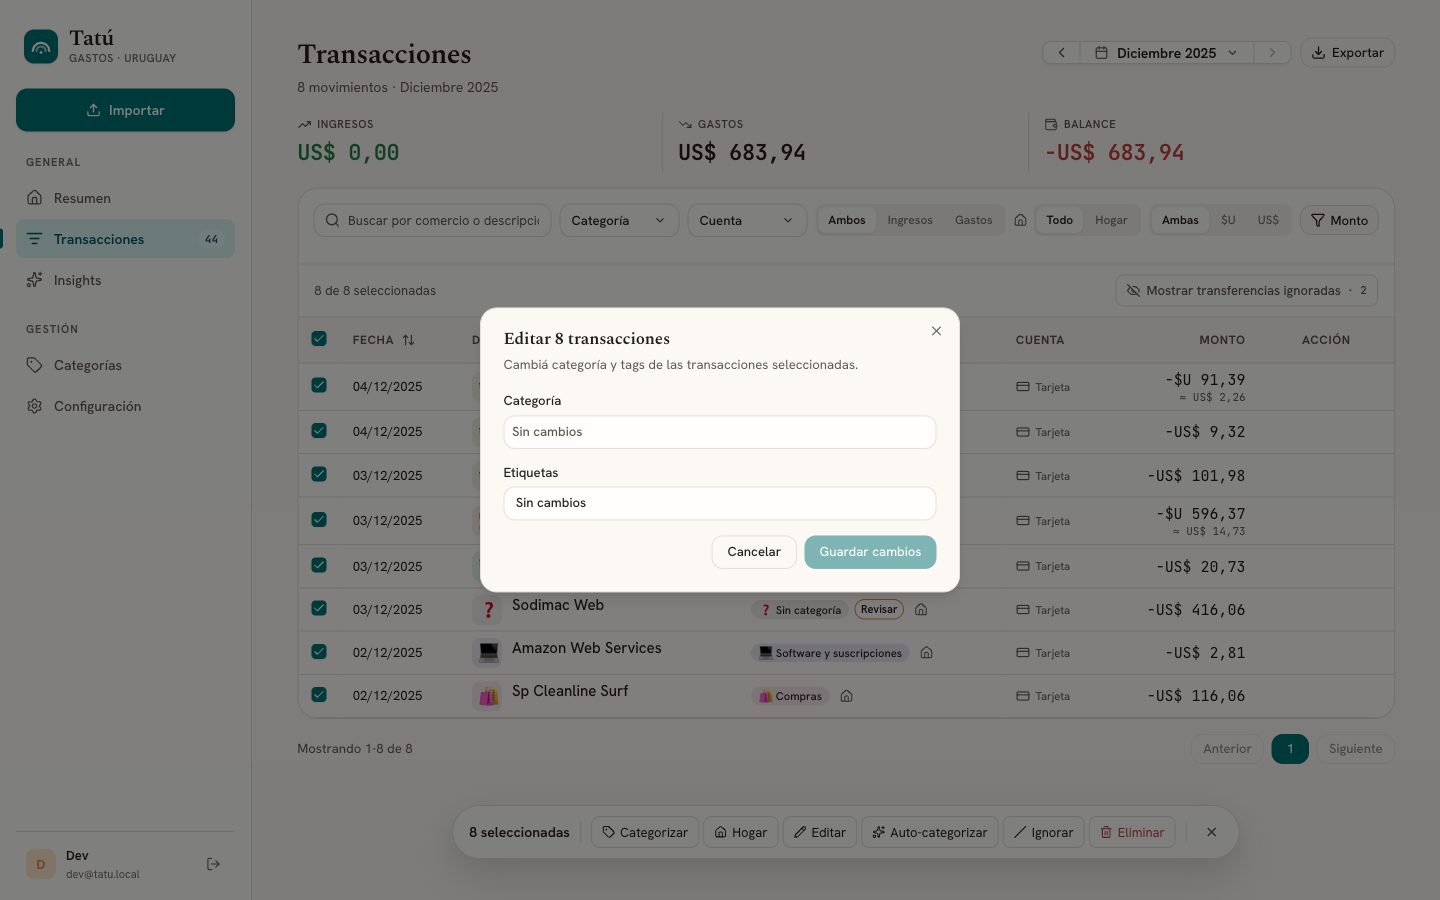 Tatú
GASTOS · URUGUAY
Importar
GENERAL
Resumen
Transacciones 44
Insights
GESTIÓN
Categorías
Configuración
D Dev
dev@tatu.local
Transacciones
8 movimientos · Diciembre 2025
Diciembre 2025 Exportar
INGRESOS
US$ 0,00
GASTOS
US$ 683,94
BALANCE
-US$ 683,94
Buscar por comercio o descripci Categoría Cuenta Ambos Ingresos Gastos Todo Hogar Ambas $U US$ Monto
8 de 8 seleccionadas Mostrar transferencias ignoradas · 2
FECHA D CUENTA MONTO ACCIÓN
04/12/2025 Tarjeta -$U 91,39
≈ US$ 2,26
04/12/2025 Tarjeta -US$ 9,32
03/12/2025 Tarjeta -US$ 101,98
03/12/2025 Tarjeta -$U 596,37
≈ US$ 14,73
03/12/2025 Tarjeta -US$ 20,73
03/12/2025 Sodimac Web Sin categoría Revisar Tarjeta -US$ 416,06
02/12/2025 Amazon Web Services Software y suscripciones Tarjeta -US$ 2,81
02/12/2025 Sp Cleanline Surf Compras Tarjeta -US$ 116,06
Editar 8 transacciones
Cambiá categoría y tags de las transacciones seleccionadas.
Categoría
Sin cambios
Etiquetas
Sin cambios
Cancelar Guardar cambios
Mostrando 1-8 de 8 Anterior 1 Siguiente
8 seleccionadas Categorizar Hogar Editar Auto-categorizar Ignorar Eliminar